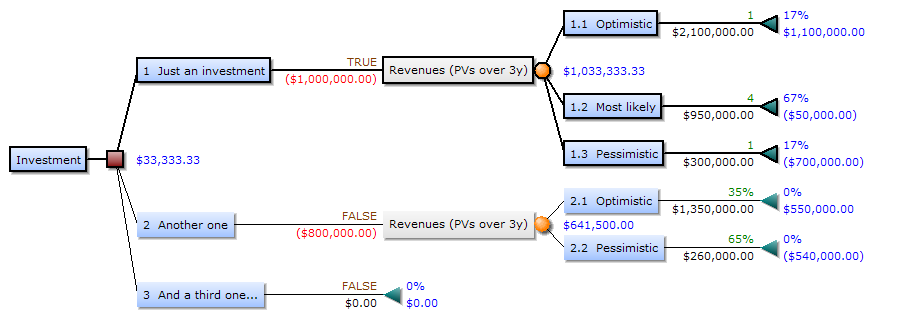 1.1 Optimistic
1
$2,100,000.00
17%
$1,100,000.00
1 Just an investment
TRUE
($1,000,000.00)
Revenues (PVs over 3y)
$1,033,333.33
1.2 Most likely
4
$950,000.00
67%
($50,000.00)
1.3 Pessimistic
1
$300,000.00
17%
($700,000.00)
Investment
$33,333.33
2.1 Optimistic
35%
$1,350,000.00
0%
$550,000.00
2 Another one
FALSE
($800,000.00)
Revenues (PVs over 3y)
$641,500.00
2.2 Pessimistic
65%
$260,000.00
0%
($540,000.00)
3 And a third one...
FALSE
$0.00
0%
$0.00